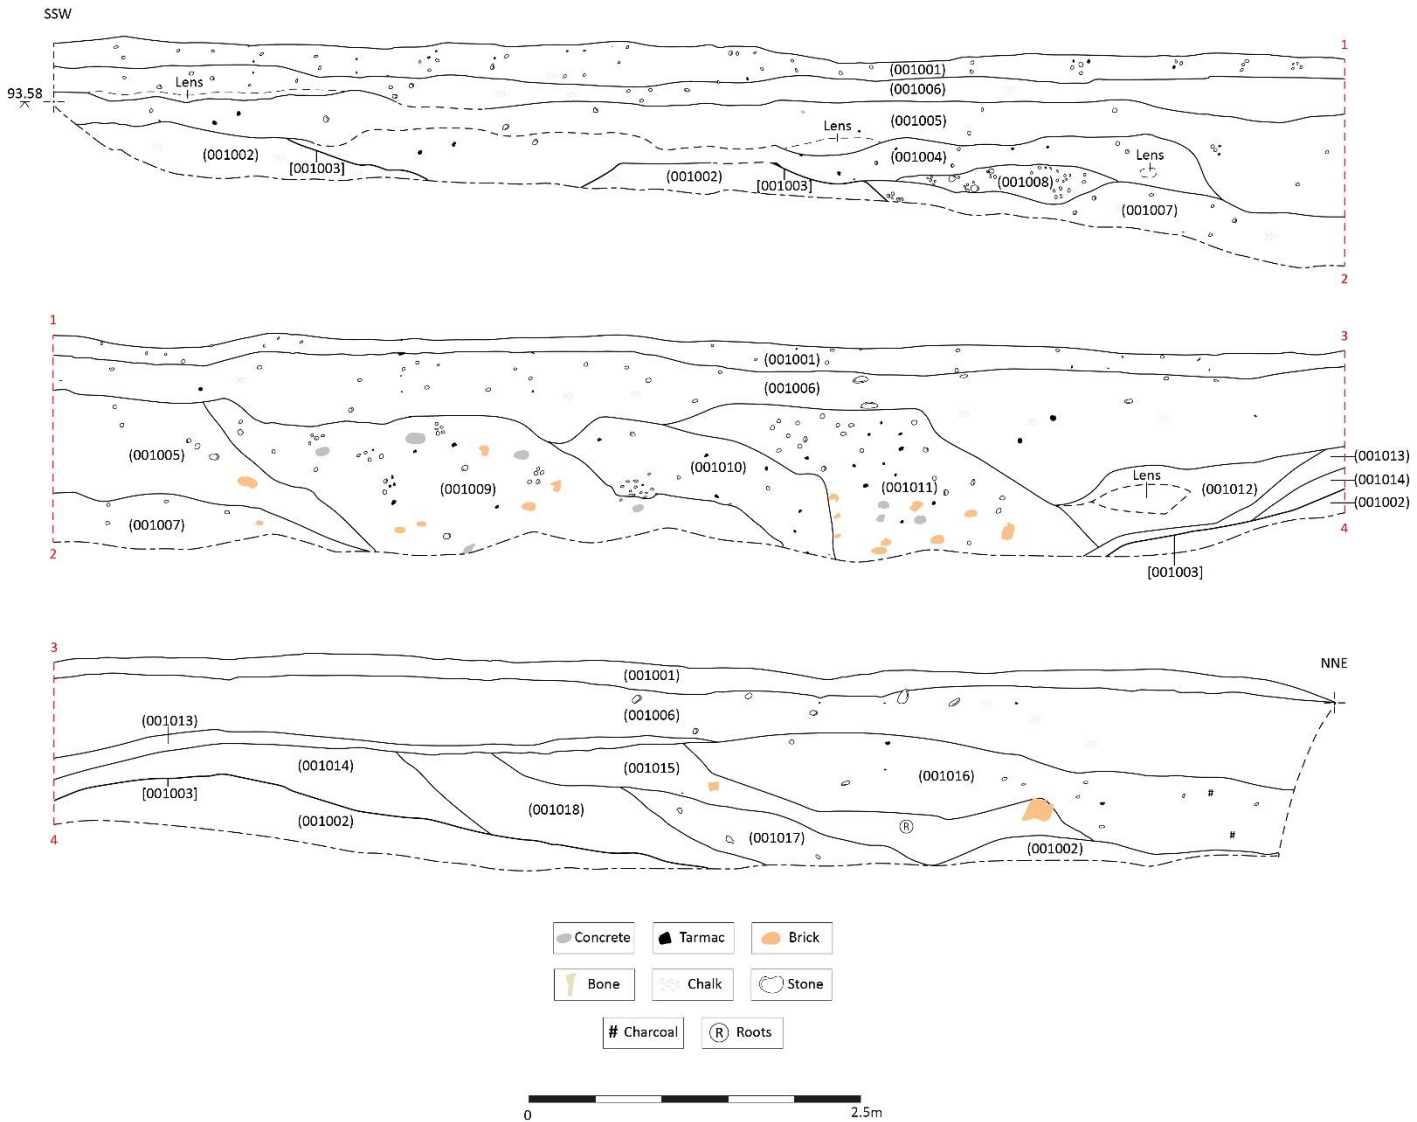 SSW
1
(001001)
(001006)
Lens
93.58
(001005)
Lens
(001004)
Lens
(001002)
[001003]
(001002)
[001003]
(001008)
(001007)
2
1
3
(001001)
(001006)
(001005)
(001009)
(001010)
(001011)
Lens
(001012)
(001013)
(001014)
(001002)
(001007)
2
4
[001003]
3
NNE
(001001)
(001006)
(001013)
(001014)
(001015)
(001016)
[001003]
(001018)
(001002)
R
(001017)
(001002)
#
#
4
Concrete
Tarmac
Brick
Bone
Chalk
Stone
# Charcoal
R Roots
0 2.5m